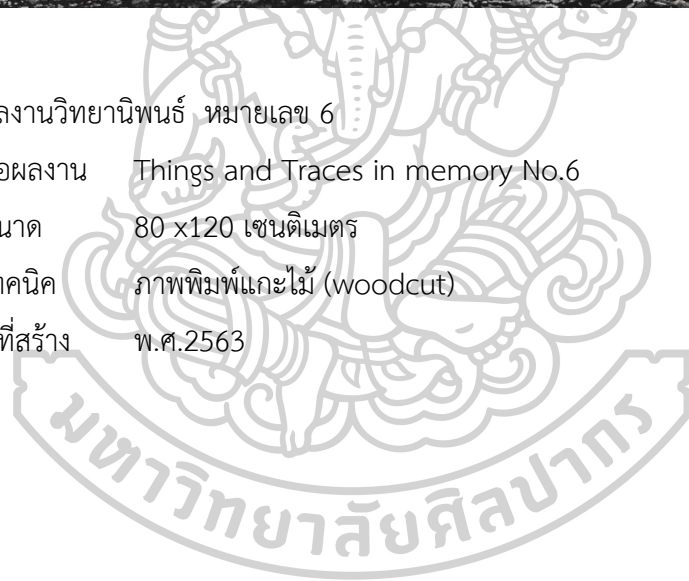 ลงานวิทยานิพนธ์ หมายเลข 6
อผลงาน Things and Traces in memory No.6
นาด 80 x120 เซนติเมตร
ทคนิค ภาพพิมพ์แกะไม้ (woodcut)
ที่สร้าง พ.ศ.2563
มหาวิทยาลัยศิลปากร